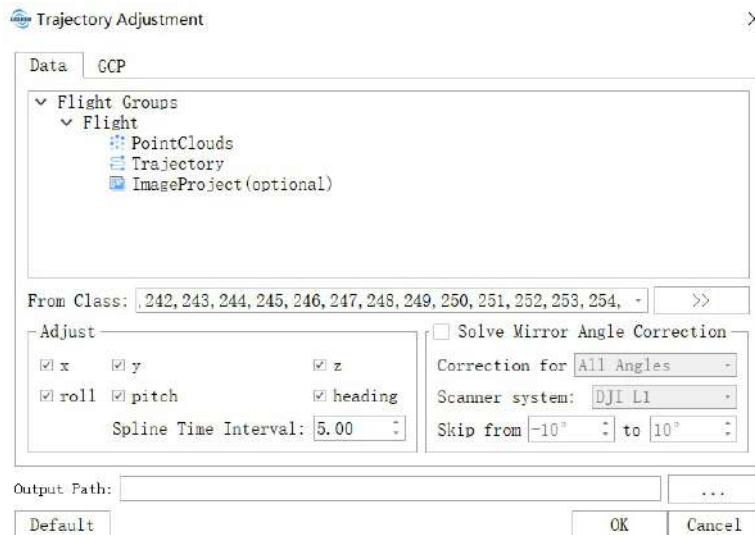 Trajectory Adjustment
Data GCP
Flight Groups
Flight
PointClouds
Trajectory
ImageProject(optional)
From Class: , 242, 243, 244, 245, 246, 247, 248, 249, 250, 251, 252, 253, 254, >>
Adjust
x y z
roll pitch heading
Spline Time Interval: 5.00
Solve Mirror Angle Correction
Correction for All Angles
Scanner system: DJI L1
Skip from -10° to 10°
Output Path: ...
Default OK Cancel